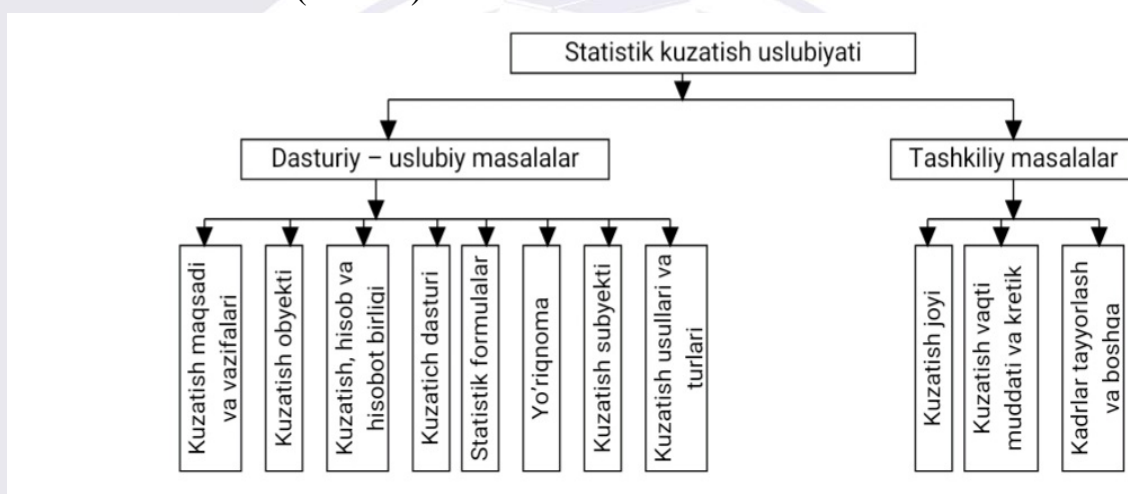 Statistik kuzatish uslubiyati
Dasturiy – uslubiy masalalar
Tashkiliy masalalar
Kuzatish maqsadi
va vazifalari
Kuzatish obyekti
Kuzatish, hisob va
hisobot birligi
Kuzatich dasturi
Statistik formulalar
Yo'riqnoma
Kuzatish subyekti
Kuzatish usullari va
turlari
Kuzatish joyi
Kuzatish vaqti
muddati va kretik
Kadrlar tayyorlash
va boshqa